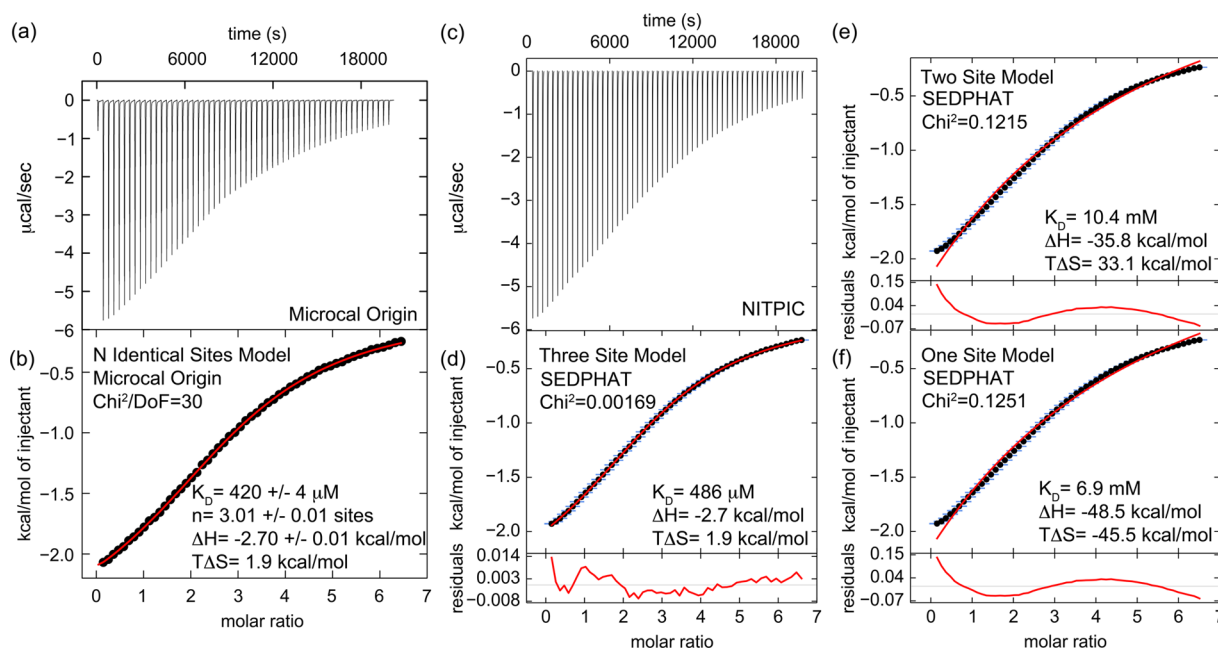 (a)
time (s)
0 6000 12000 18000
0
−1
−2
−3
−4
−5
−6
μcal/sec
Microcal Origin
(b)
N Identical Sites Model
Microcal Origin
Chi²/DoF=30
−0.5
−1.0
−1.5
−2.0
kcal/mol of injectant
K_D= 420 +/- 4 μM
n= 3.01 +/- 0.01 sites
ΔH= -2.70 +/- 0.01 kcal/mol
TΔS= 1.9 kcal/mol
0 1 2 3 4 5 6 7
molar ratio
(c)
time (s)
0 6000 12000 18000
0
−1
−2
−3
−4
−5
−6
μcal/sec
NITPIC
(d)
Three Site Model
SEDPHAT
Chi²=0.00169
−0.5
−1.0
−1.5
−2.0
kcal/mol of injectant
K_D= 486 μM
ΔH= -2.7 kcal/mol
TΔS= 1.9 kcal/mol
0.014
0.003
−0.008
residuals
0 1 2 3 4 5 6 7
molar ratio
(e)
Two Site Model
SEDPHAT
Chi²=0.1215
−0.5
−1.0
−1.5
−2.0
kcal/mol of injectant
K_D= 10.4 mM
ΔH= -35.8 kcal/mol
TΔS= 33.1 kcal/mol
0.15
0.04
−0.07
residuals
(f)
One Site Model
SEDPHAT
Chi²=0.1251
−0.5
−1.0
−1.5
−2.0
kcal/mol of injectant
K_D= 6.9 mM
ΔH= -48.5 kcal/mol
TΔS= -45.5 kcal/mol
0.15
0.04
−0.07
residuals
0 1 2 3 4 5 6 7
molar ratio